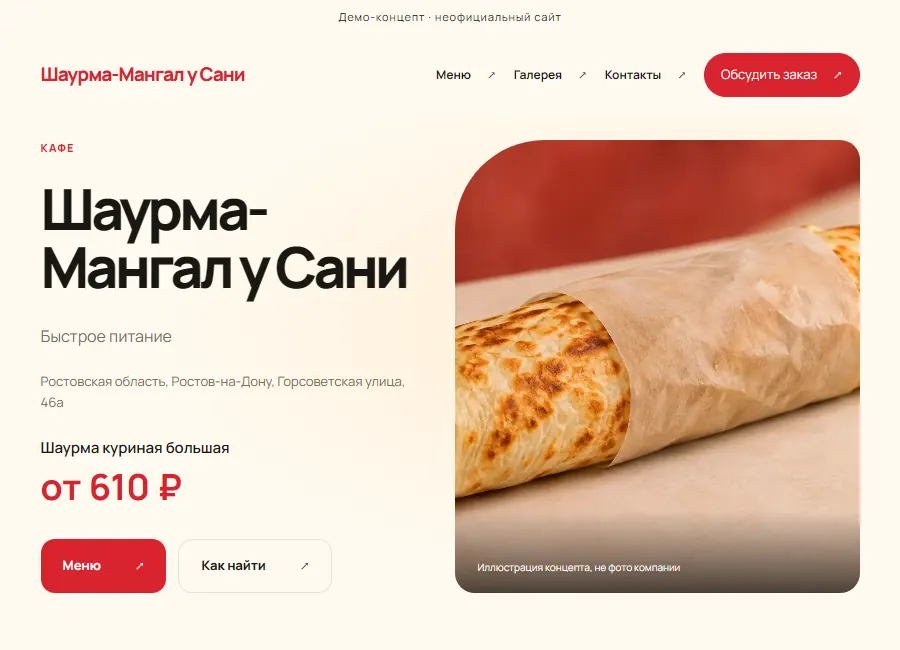 Демо-концепт · неофициальный сайт
Шаурма-Мангал у Сани
Меню ↗ Галерея ↗ Контакты ↗ Обсудить заказ ↗
КАФЕ
Шаурма-
Мангал у Сани
Быстрое питание
Ростовская область, Ростов-на-Дону, Горсоветская улица,
46а
Шаурма куриная большая
от 610 ₽
Меню ↗ Как найти ↗
Иллюстрация концепта, не фото компании